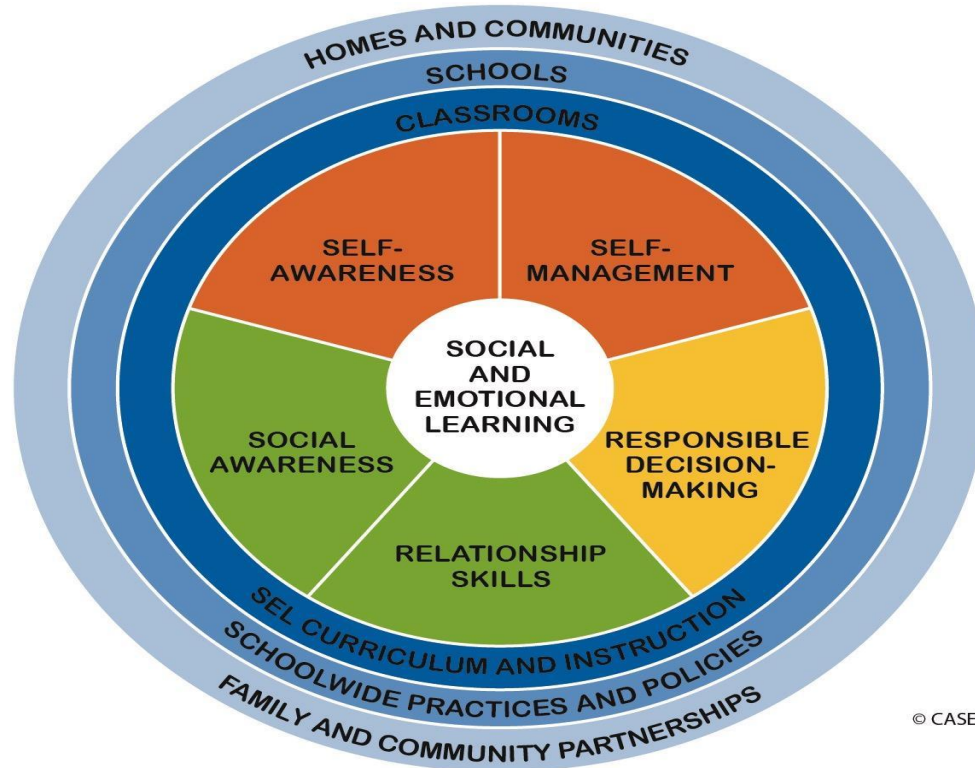 HOMES AND COMMUNITIES
SCHOOLS
CLASSROOMS
SELF-
AWARENESS
SELF-
MANAGEMENT
SOCIAL
AND
EMOTIONAL
LEARNING
SOCIAL
AWARENESS
RESPONSIBLE
DECISION-
MAKING
RELATIONSHIP
SKILLS
SEL CURRICULUM AND INSTRUCTION
SCHOOLWIDE PRACTICES AND POLICIES
FAMILY AND COMMUNITY PARTNERSHIPS
© CASE